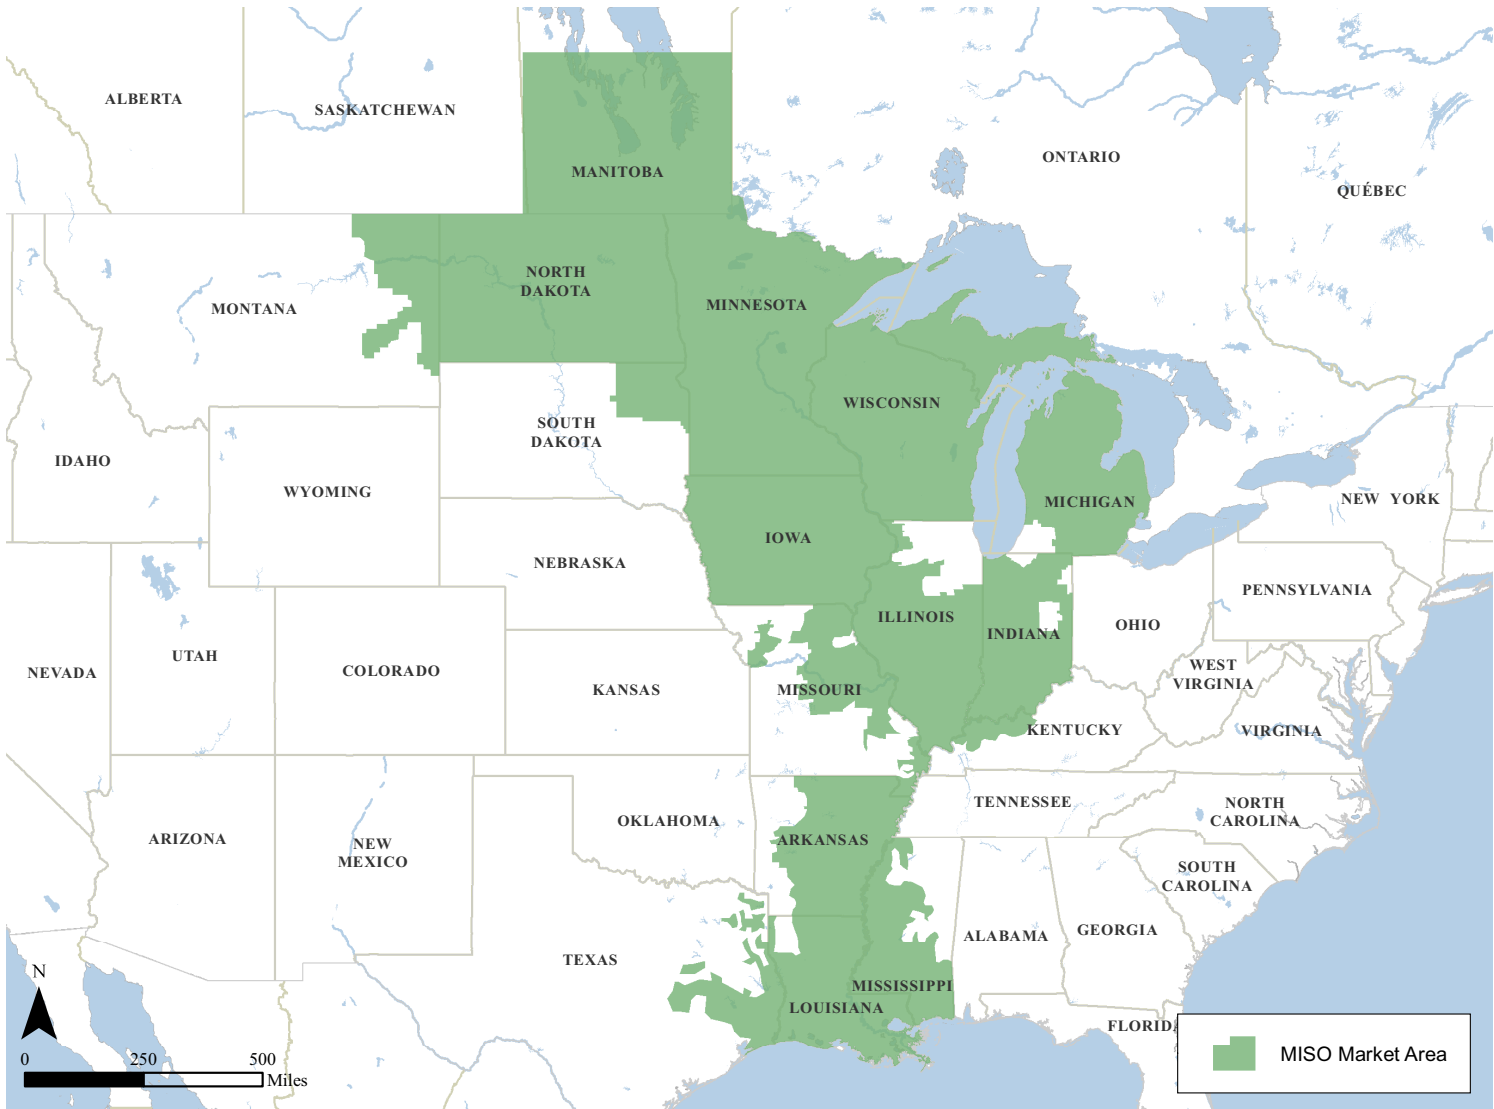 ALBERTA
SASKATCHEWAN
MANITOBA
ONTARIO
QUÉBEC
MONTANA
NORTH
DAKOTA
MINNESOTA
IDAHO
WYOMING
SOUTH
DAKOTA
WISCONSIN
MICHIGAN
NEW YORK
NEBRASKA
IOWA
ILLINOIS
INDIANA
OHIO
PENNSYLVANIA
NEVADA
UTAH
COLORADO
KANSAS
MISSOURI
WEST
VIRGINIA
KENTUCKY
VIRGINIA
ARIZONA
NEW
MEXICO
OKLAHOMA
ARKANSAS
TENNESSEE
NORTH
CAROLINA
SOUTH
CAROLINA
TEXAS
LOUISIANA
MISSISSIPPI
ALABAMA
GEORGIA
FLORIDA
N
0 250 500
Miles
MISO Market Area